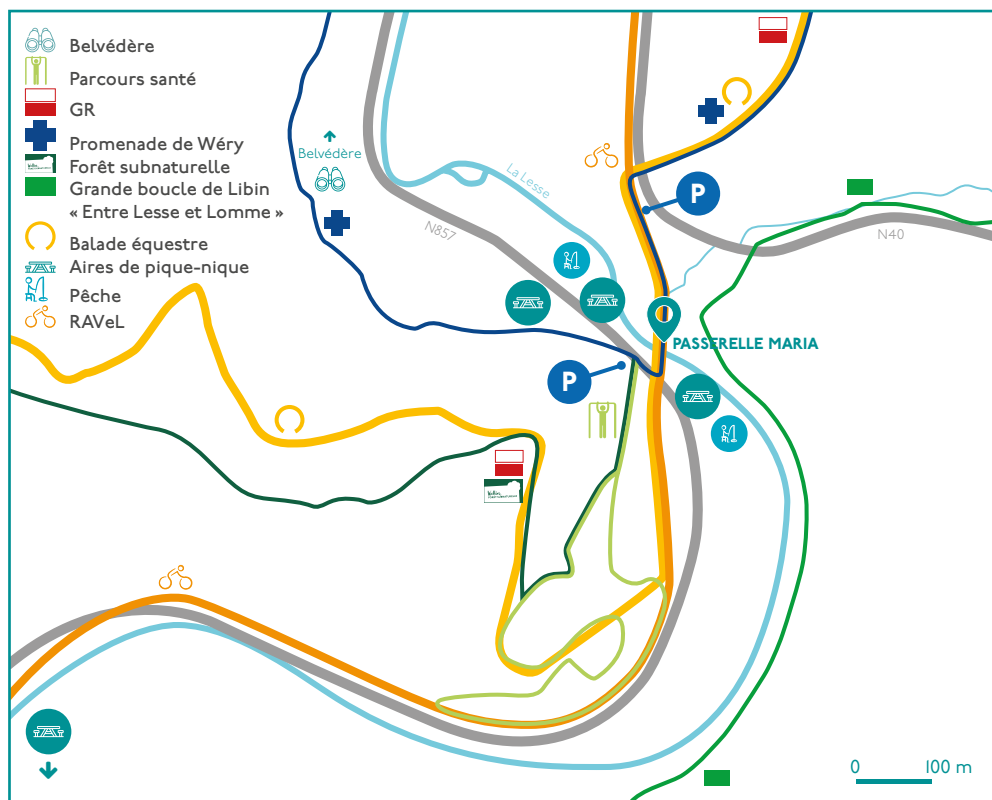 Belvédère
Parcours santé
GR
Promenade de Wéry
Forêt subnaturelle
Grande boucle de Libin
« Entre Lesse et Lomme »
Balade équestre
Aires de pique-nique
Pêche
RAVeL
Belvédère
La Lesse
N857
P
N40
PASSERELLE MARIA
P
0 100 m